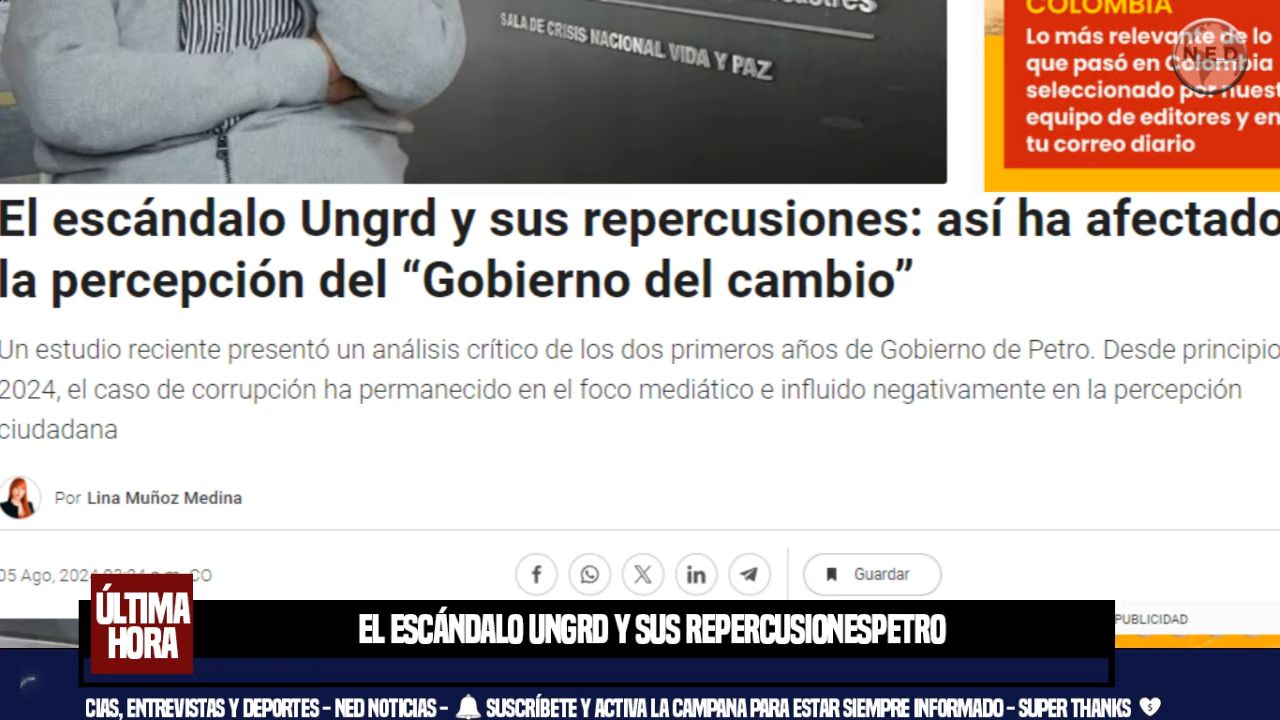 SALA DE CRISIS NACIONAL VIDA Y PAZ
COLOMBIA
Lo más relevante de lo
que pasó en Colombia
seleccionado por nuest
equipo de editores y en
tu correo diario
NED
El escándalo Ungrd y sus repercusiones: así ha afectado
la percepción del “Gobierno del cambio”
Un estudio reciente presentó un análisis crítico de los dos primeros años de Gobierno de Petro. Desde principio
2024, el caso de corrupción ha permanecido en el foco mediático e influido negativamente en la percepción
ciudadana
Por Lina Muñoz Medina
05 Ago, 2024 CO
Guardar
PUBLICIDAD
ÚLTIMA
HORA
EL ESCÁNDALO UNGRD Y SUS REPERCUSIONESPETRO
CIAS, ENTREVISTAS Y DEPORTES - NED NOTICIAS - SUSCRÍBETE Y ACTIVA LA CAMPANA PARA ESTAR SIEMPRE INFORMADO - SUPER THANKS